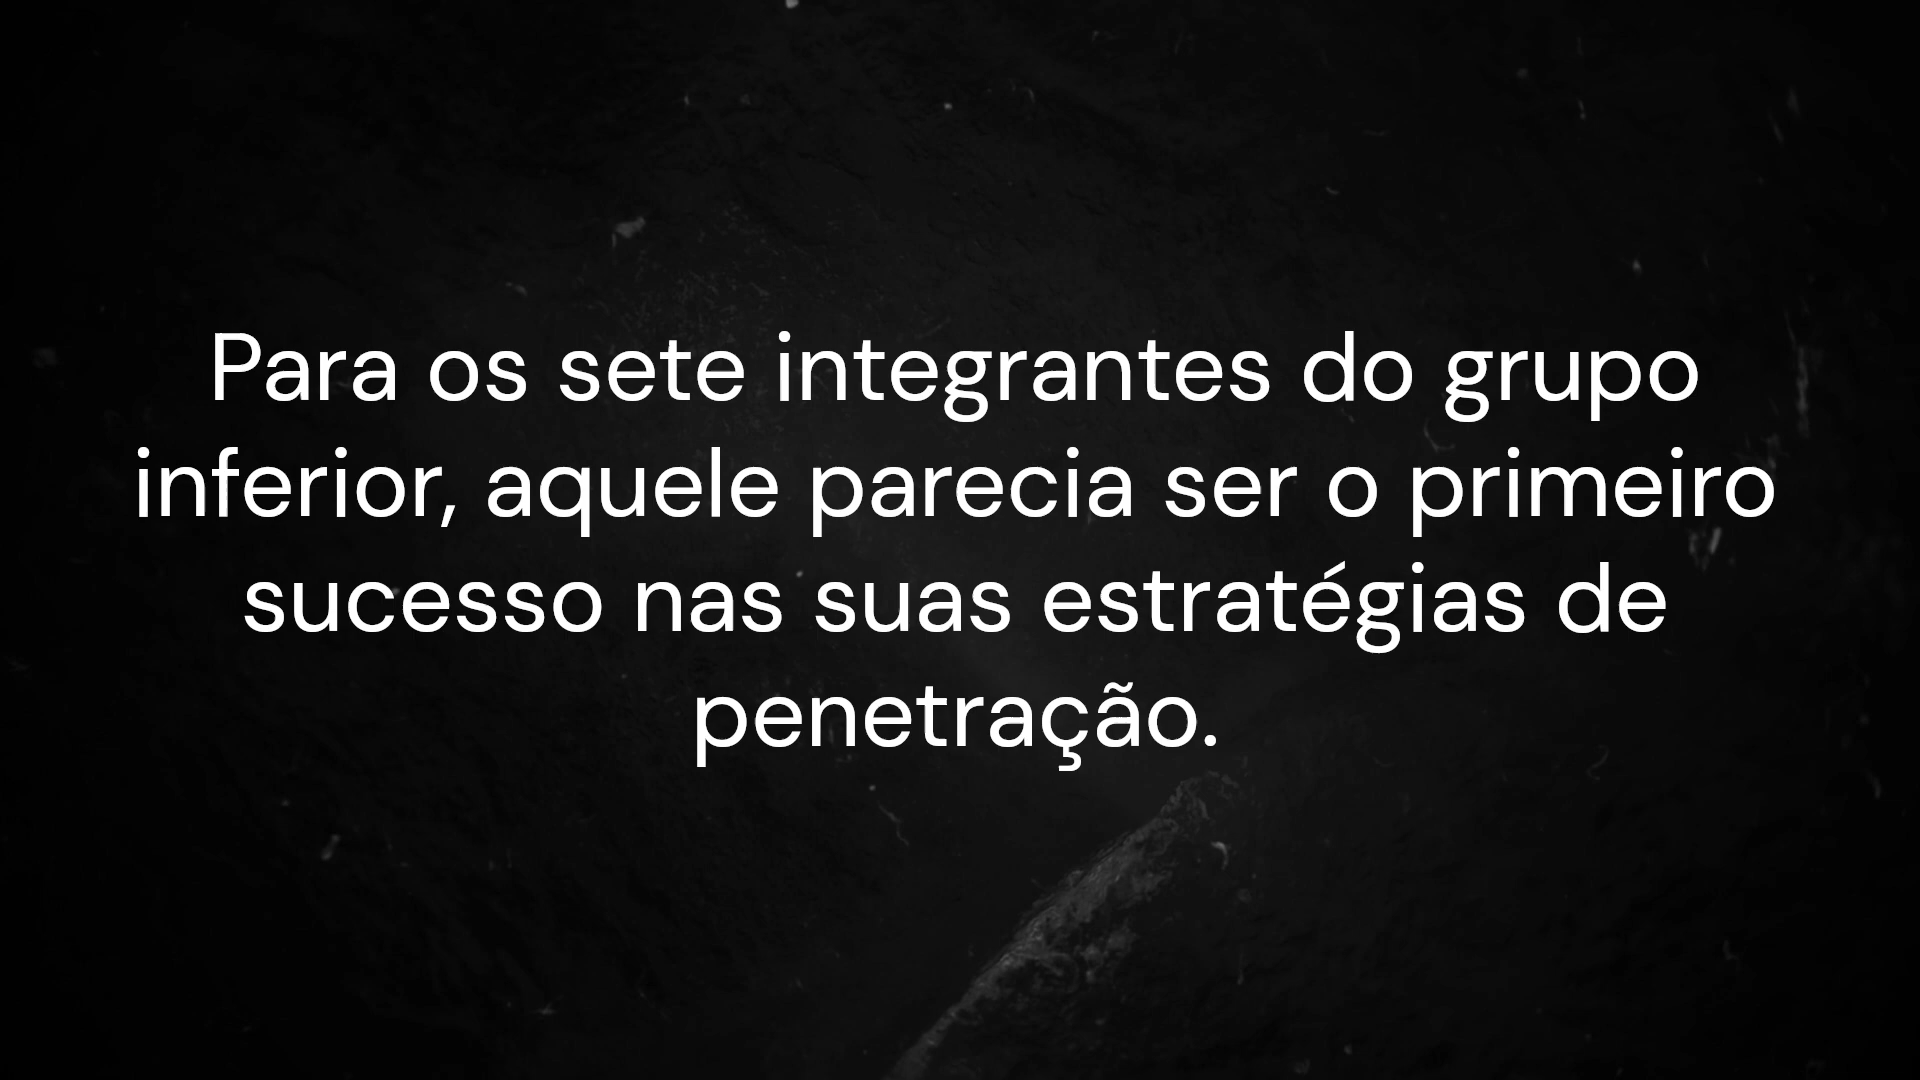 Para os sete integrantes do grupo
inferior, aquele parecia ser o primeiro
sucesso nas suas estratégias de
penetração.